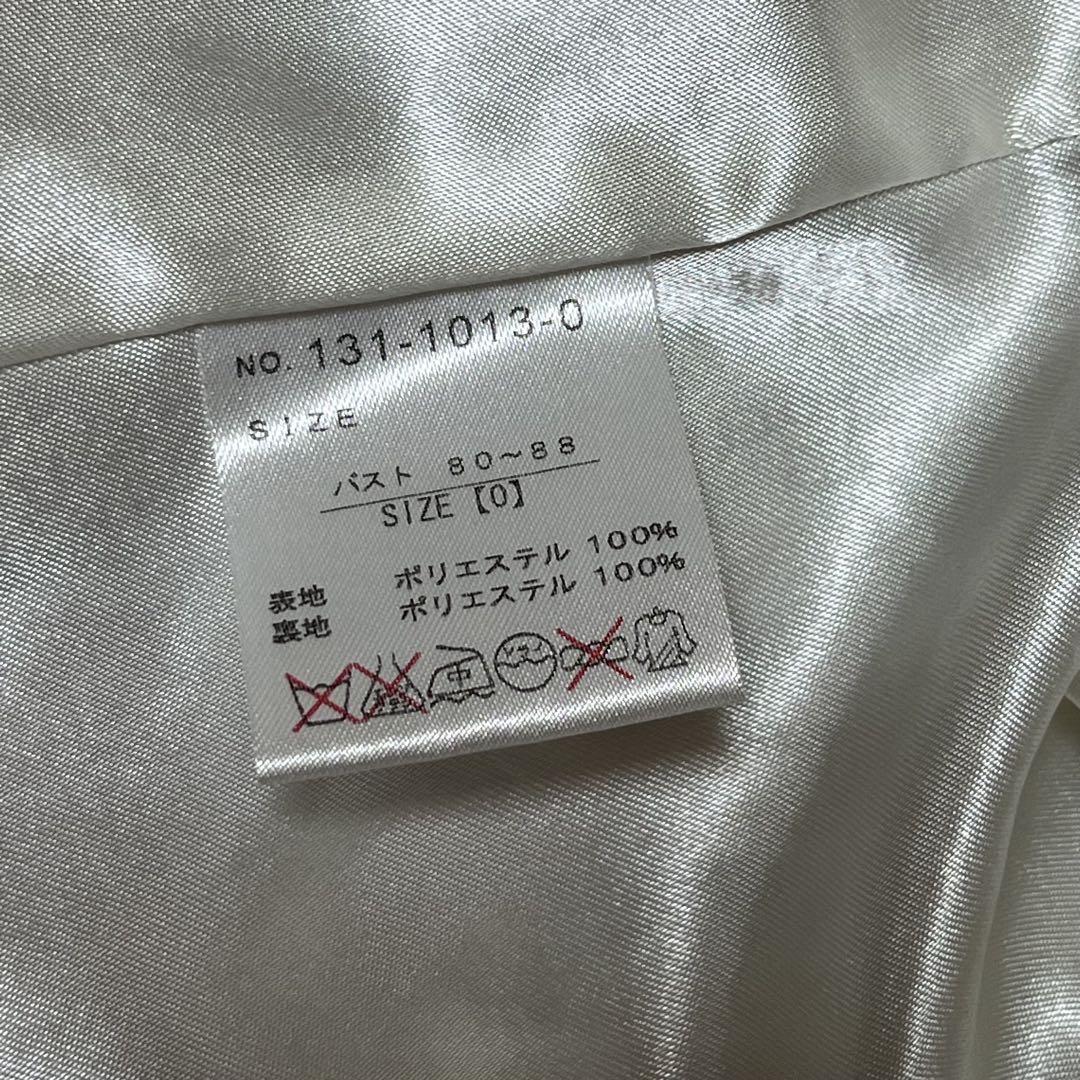 NO. 131-1013-0
SIZE
バスト 80～88
SIZE【0】
表地 ポリエステル 100%
裏地 ポリエステル 100%
中